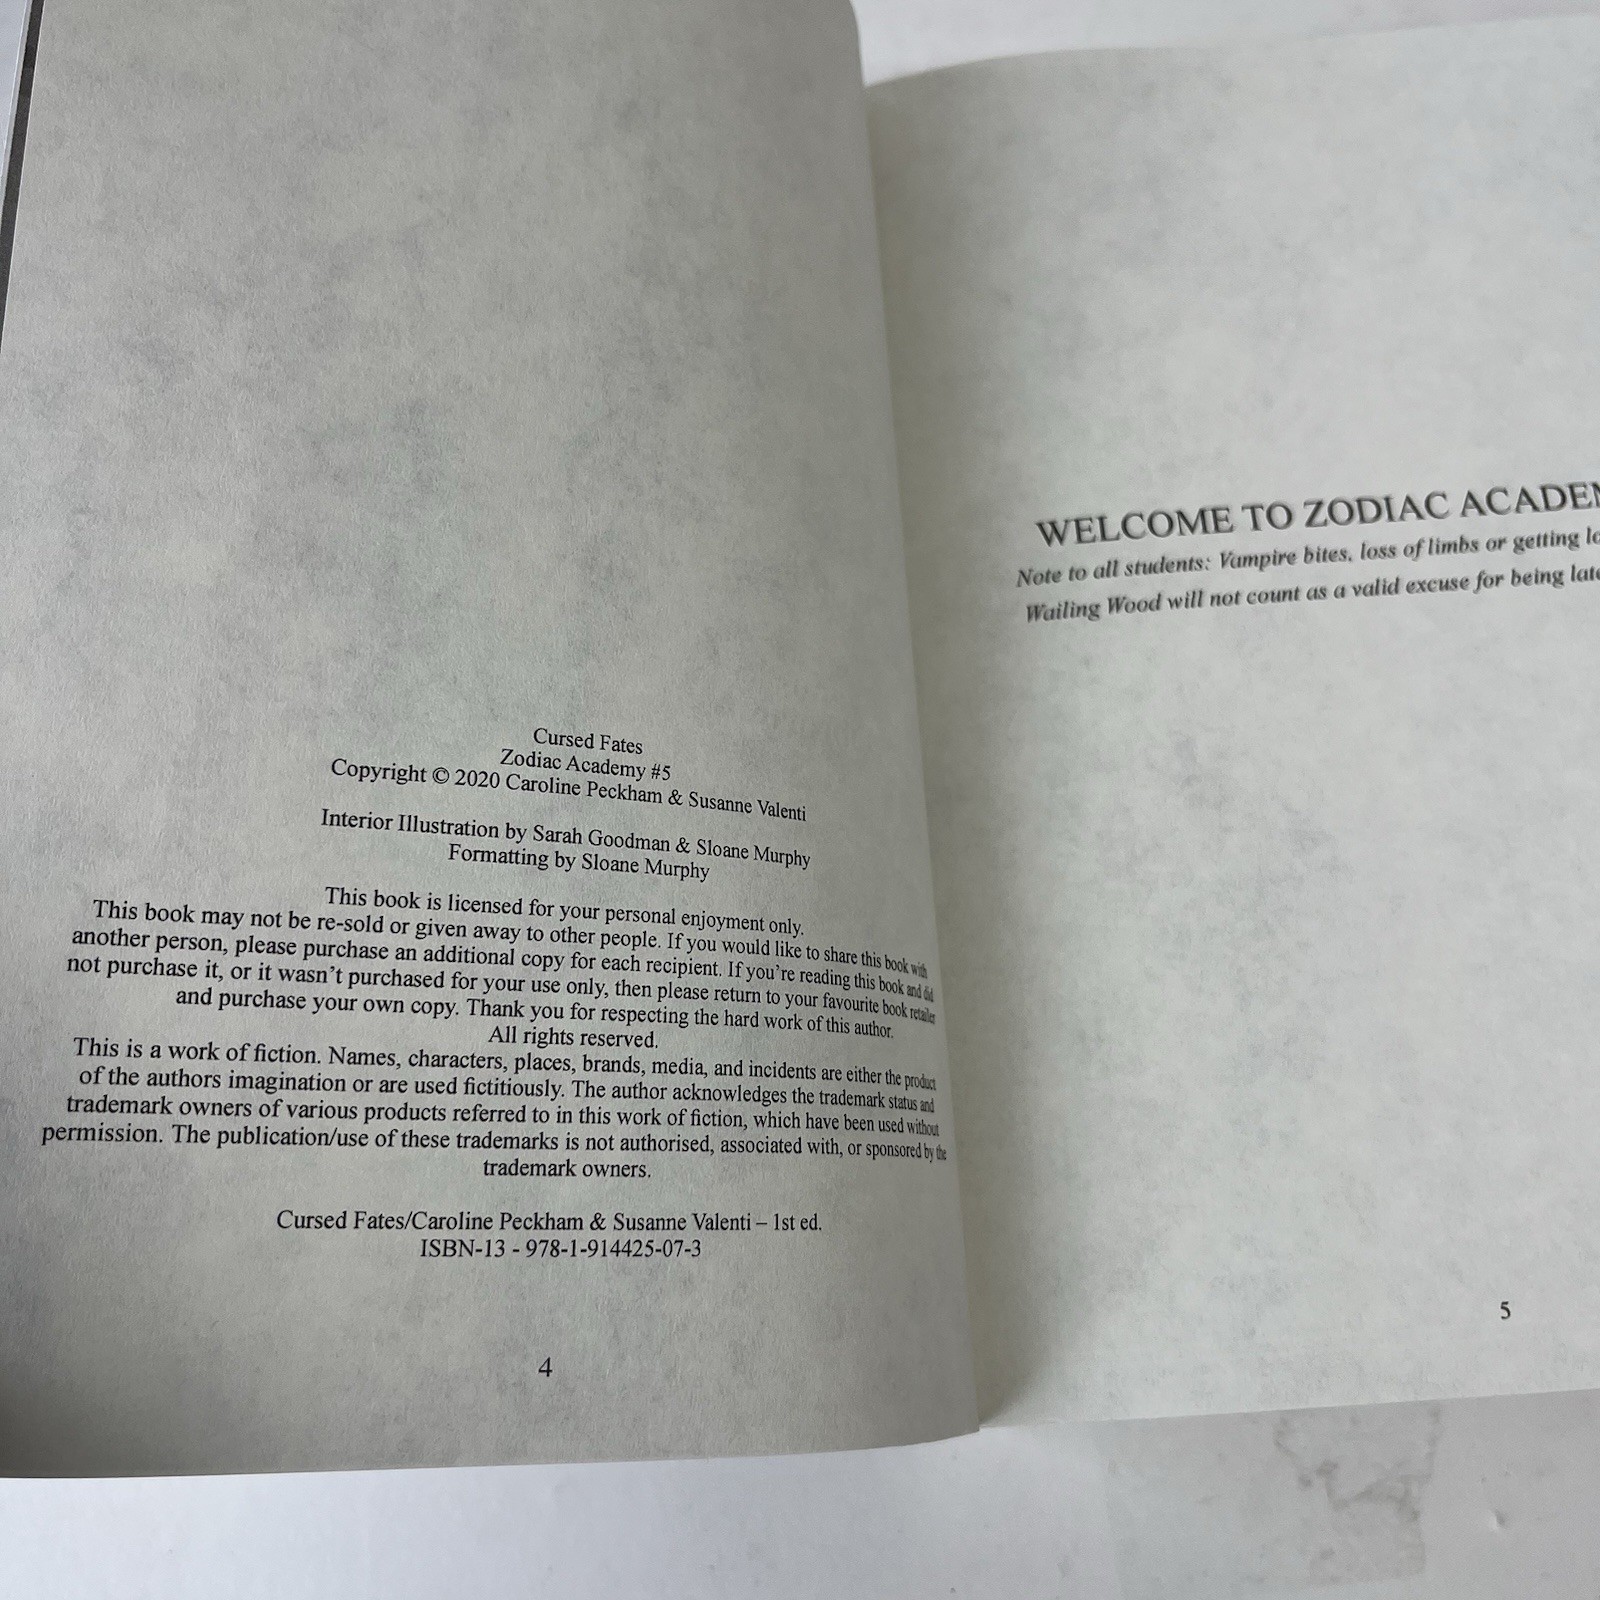 Cursed Fates
Zodiac Academy #5
Copyright © 2020 Caroline Peckham & Susanne Valenti
Interior Illustration by Sarah Goodman & Sloane Murphy
Formatting by Sloane Murphy
This book is licensed for your personal enjoyment only.
This book may not be re-sold or given away to other people. If you would like to share this book with
another person, please purchase an additional copy for each recipient. If you're reading this book and did
not purchase it, or it wasn't purchased for your use only, then please return to your favourite book retailer
and purchase your own copy. Thank you for respecting the hard work of this author.
All rights reserved.
This is a work of fiction. Names, characters, places, brands, media, and incidents are either the product
of the authors imagination or are used fictitiously. The author acknowledges the trademark status and
trademark owners of various products referred to in this work of fiction, which have been used without
permission. The publication/use of these trademarks is not authorised, associated with, or sponsored by the
trademark owners.
Cursed Fates/Caroline Peckham & Susanne Valenti – 1st ed.
ISBN-13 - 978-1-914425-07-3
4
WELCOME TO ZODIAC
Note to all students: Vampire bites, loss of limbs or getting
Wailing Wood will not count as a valid excuse for being late
5